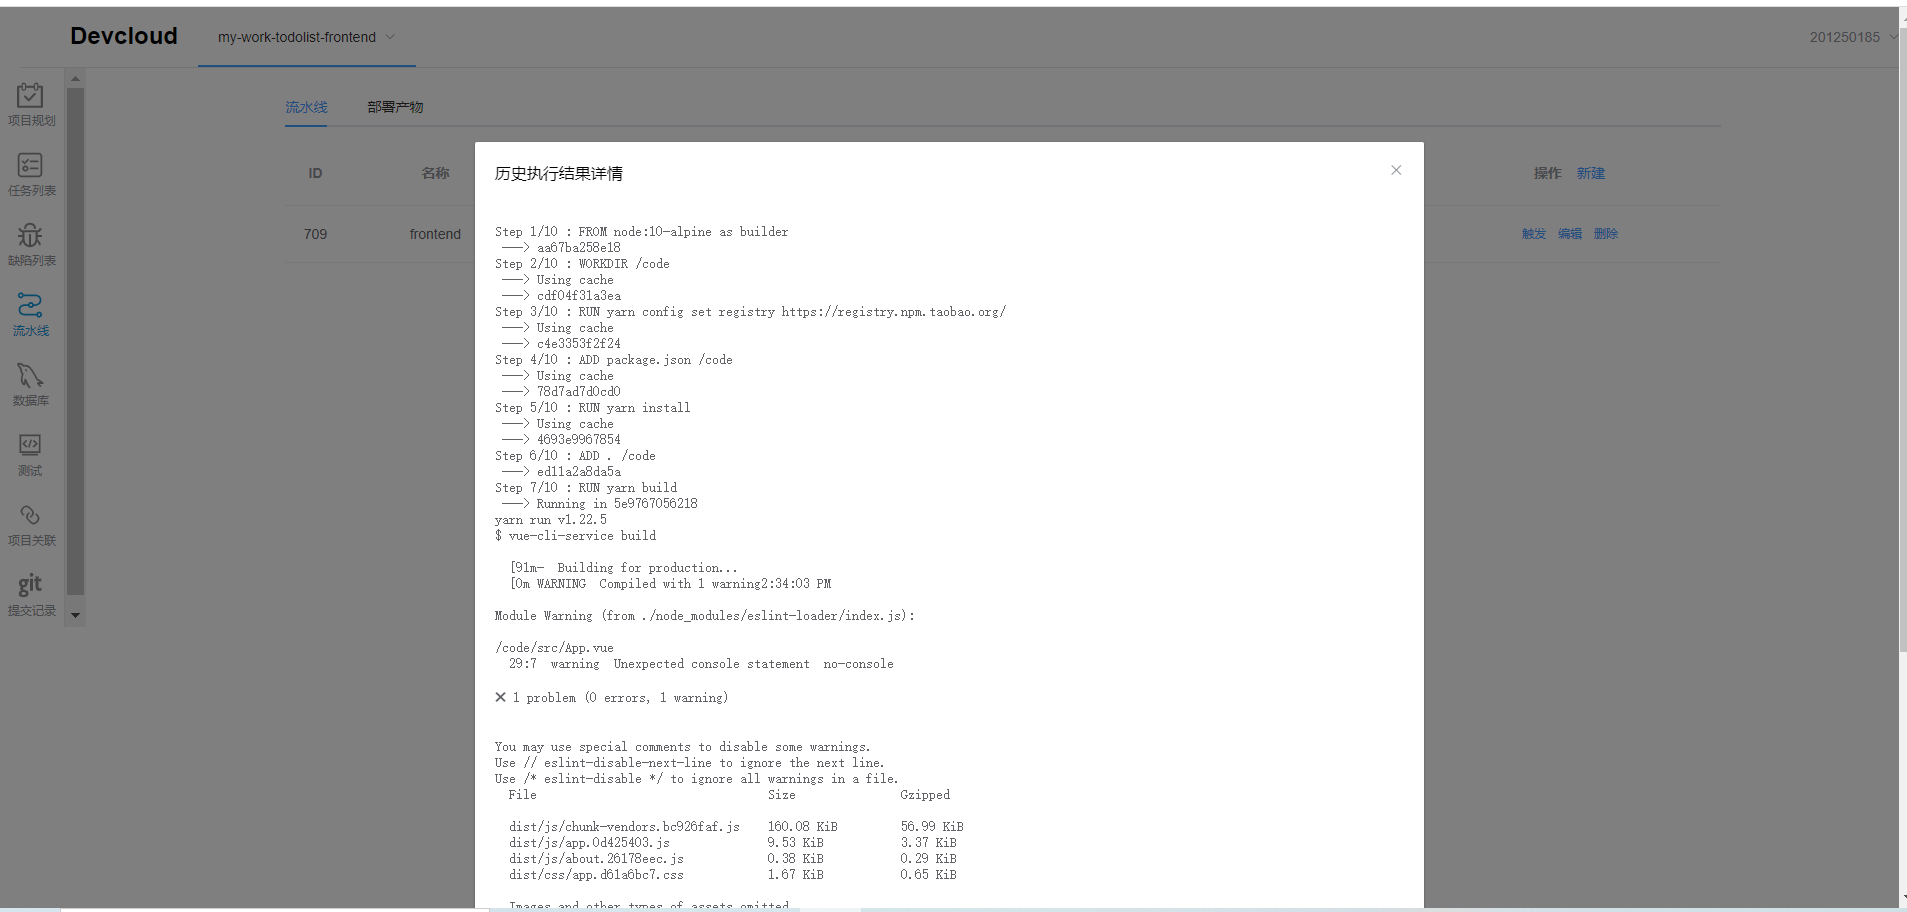 Devcloud
my-work-todolist-frontend
201250185
项目规划
任务列表
缺陷列表
流水线
数据库
测试
项目关联
git
提交记录
流水线 部署产物
ID 名称 操作 新建
709 frontend 触发 编辑 删除
历史执行结果详情
Step 1/10 : FROM node:10-alpine as builder
---> aa67ba258e18
Step 2/10 : WORKDIR /code
---> Using cache
---> cdf04f31a3ea
Step 3/10 : RUN yarn config set registry https://registry.npm.taobao.org/
---> Using cache
---> c4e3353f2f24
Step 4/10 : ADD package.json /code
---> Using cache
---> 78d7ad7d0cd0
Step 5/10 : RUN yarn install
---> Using cache
---> 4693e9967854
Step 6/10 : ADD . /code
---> ed11a2a8da5a
Step 7/10 : RUN yarn build
---> Running in 5e9767056218
yarn run v1.22.5
$ vue-cli-service build
[91m-  Building for production...
[0m WARNING  Compiled with 1 warning2:34:03 PM
Module Warning (from ./node_modules/eslint-loader/index.js):
/code/src/App.vue
29:7  warning  Unexpected console statement  no-console
✖ 1 problem (0 errors, 1 warning)
You may use special comments to disable some warnings.
Use // eslint-disable-next-line to ignore the next line.
Use /* eslint-disable */ to ignore all warnings in a file.
File Size Gzipped
dist/js/chunk-vendors.bc926faf.js 160.08 KiB 56.99 KiB
dist/js/app.0d425403.js 9.53 KiB 3.37 KiB
dist/js/about.26178eec.js 0.38 KiB 0.29 KiB
dist/css/app.d61a6bc7.css 1.67 KiB 0.65 KiB
Images and other types of assets omitted.